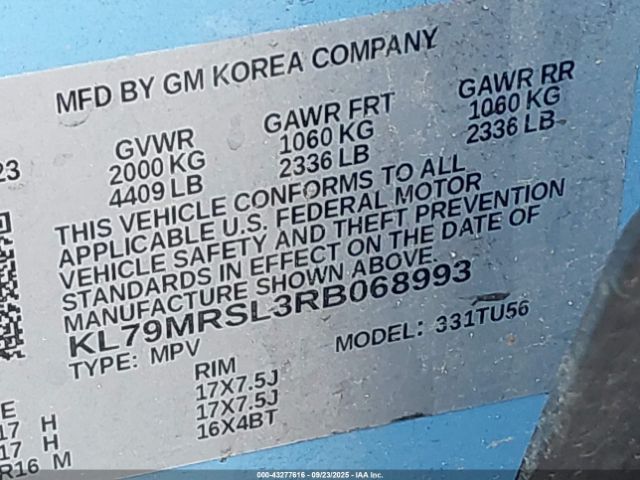 MFD BY GM KOREA COMPANY
23
GVWR
2000 KG
4409 LB
GAWR FRT
1060 KG
2336 LB
GAWR RR
1060 KG
2336 LB
THIS VEHICLE CONFORMS TO ALL
APPLICABLE U.S. FEDERAL MOTOR
VEHICLE SAFETY AND THEFT PREVENTION
STANDARDS IN EFFECT ON THE DATE OF
MANUFACTURE SHOWN ABOVE.
KL79MRSL3RB068993
TYPE: MPV
MODEL: 331TU56
E
17 H
17 H
R16 M
RIM
17X7.5J
17X7.5J
16X4BT
000-43277616 - 09/23/2025 - IAAI.COM